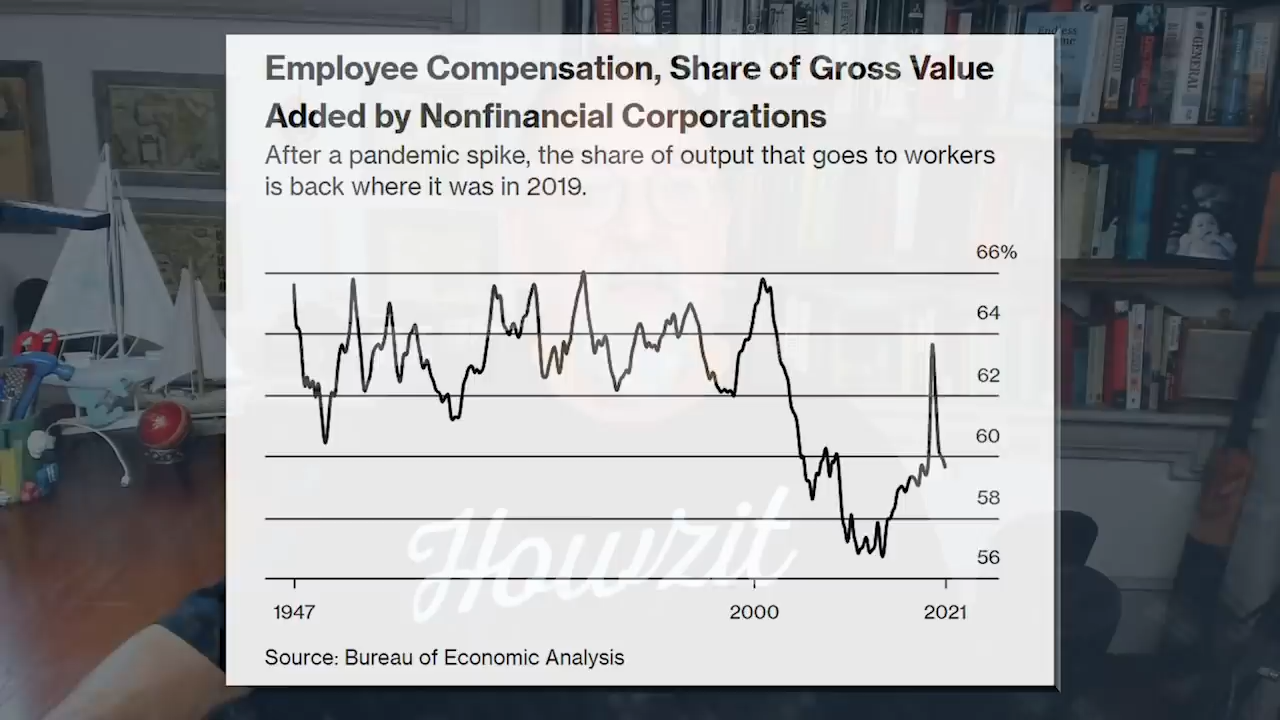 Employee Compensation, Share of Gross Value
Added by Nonfinancial Corporations
After a pandemic spike, the share of output that goes to workers
is back where it was in 2019.
66%
64
62
60
58
56
1947
2000
2021
Source: Bureau of Economic Analysis
Howzit
GENERAL